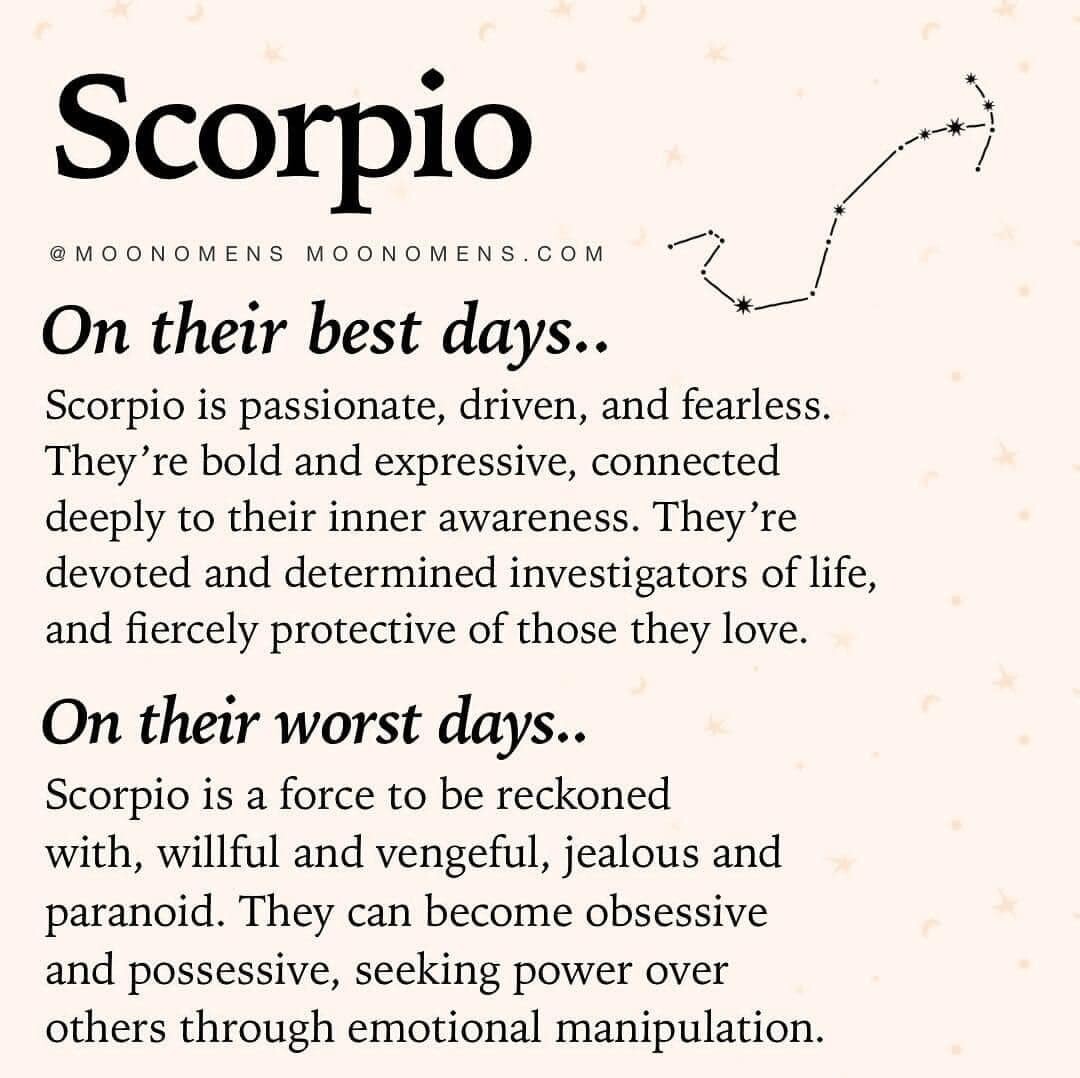 Scorpio
@MOONOMENS MOONOMENS.COM
On their best days..
Scorpio is passionate, driven, and fearless.
They’re bold and expressive, connected
deeply to their inner awareness. They’re
devoted and determined investigators of life,
and fiercely protective of those they love.
On their worst days..
Scorpio is a force to be reckoned
with, willful and vengeful, jealous and
paranoid. They can become obsessive
and possessive, seeking power over
others through emotional manipulation.